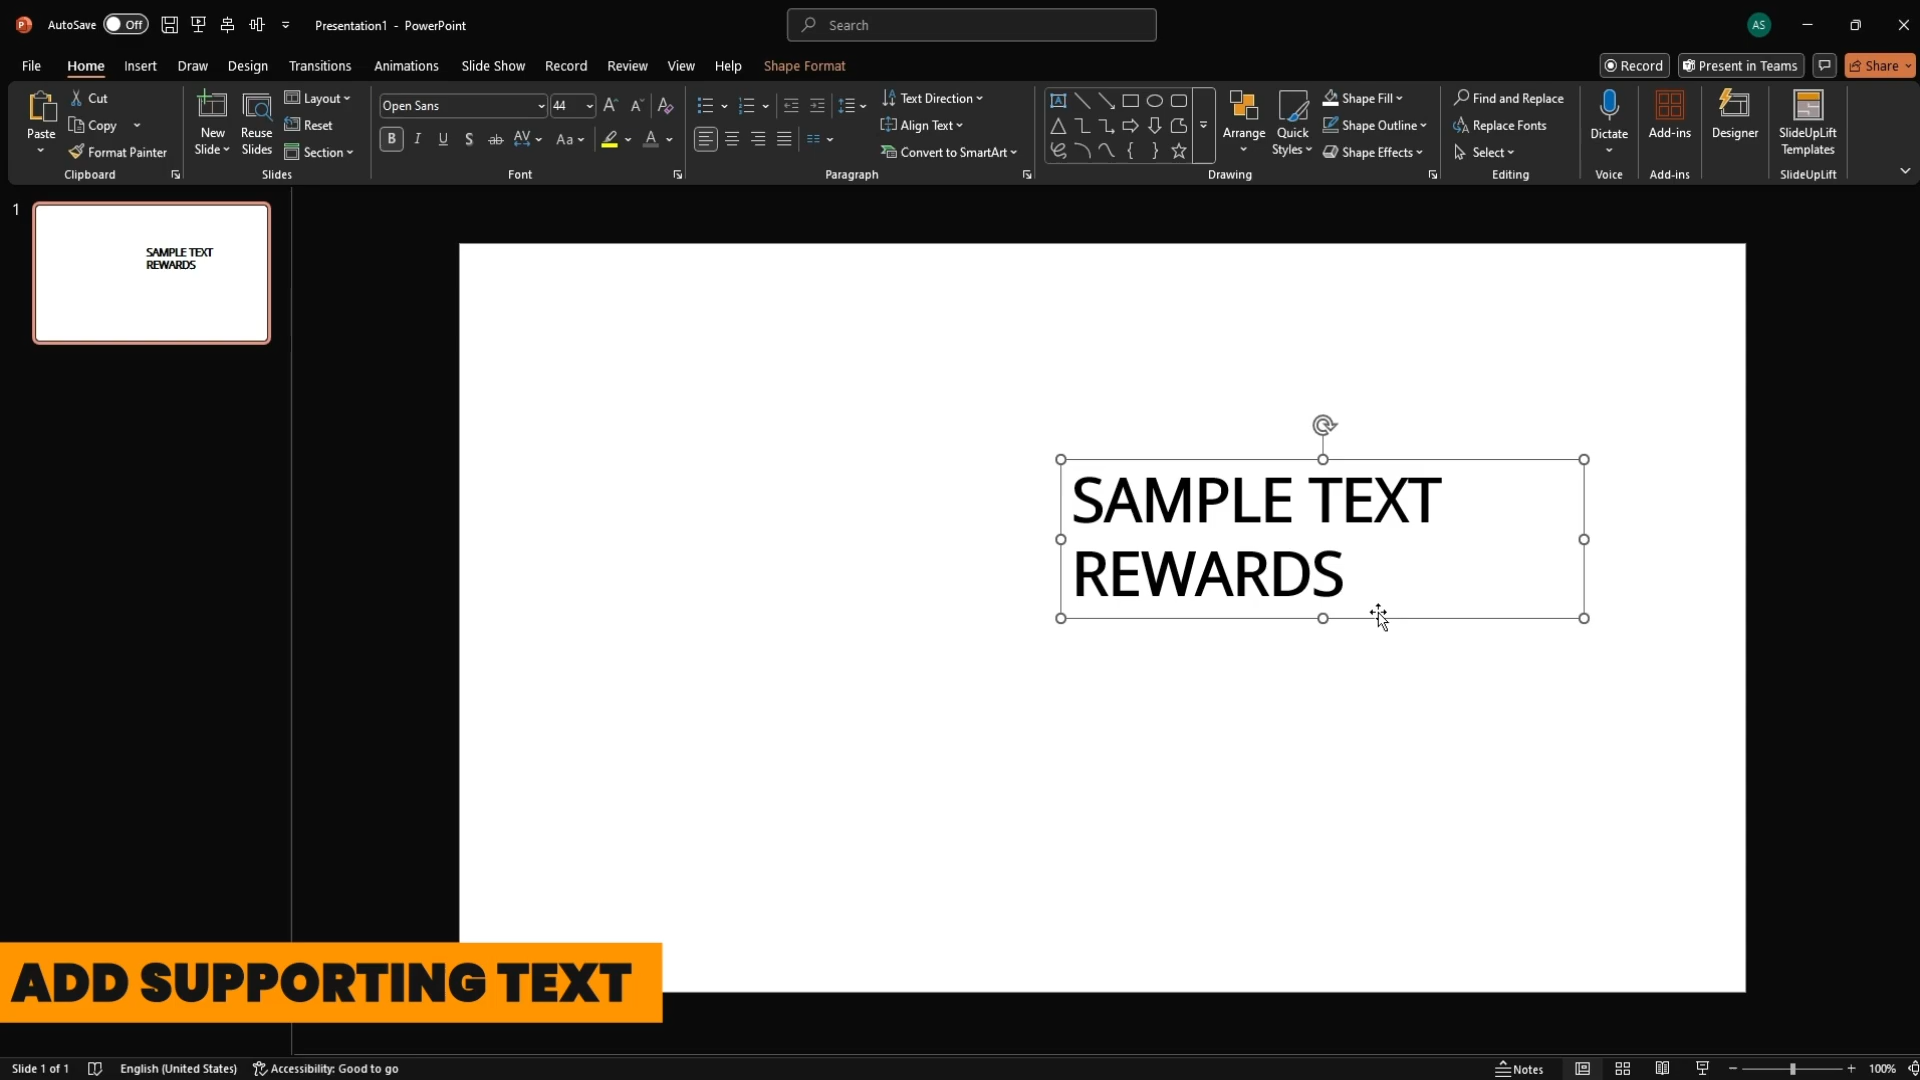 AutoSave Off Presentation1 - PowerPoint Search AS
File Home Insert Draw Design Transitions Animations Slide Show Record Review View Help Shape Format Record Present in Teams Share
Paste
Cut
Copy
Format Painter
Clipboard
New
Slide
Reuse
Slides
Layout
Reset
Section
Slides
Open Sans 44
B I U S ab AV Aa A
Font
Paragraph
Text Direction
Align Text
Convert to SmartArt
Drawing
Arrange
Quick
Styles
Shape Fill
Shape Outline
Shape Effects
Find and Replace
Replace Fonts
Select
Editing
Dictate
Voice
Add-ins
Add-ins
Designer
SlideUpLift
Templates
SlideUpLift
1
SAMPLE TEXT
REWARDS
SAMPLE TEXT
REWARDS
ADD SUPPORTING TEXT
Slide 1 of 1 English (United States) Accessibility: Good to go Notes 100%